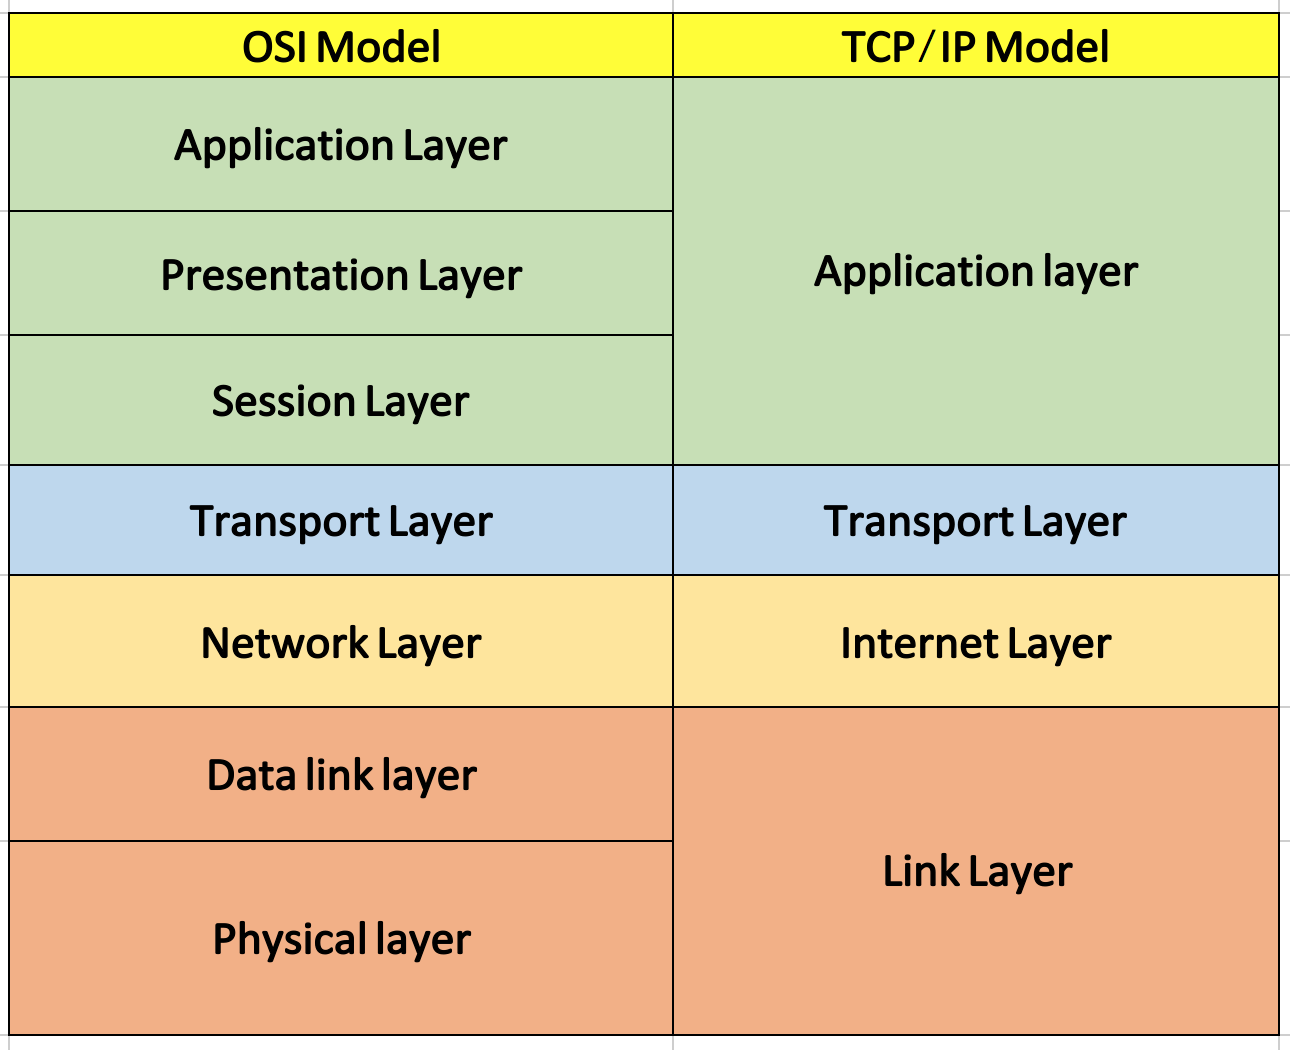 OSI Model
TCP/IP Model
Application Layer
Presentation Layer
Session Layer
Application layer
Transport Layer
Transport Layer
Network Layer
Internet Layer
Data link layer
Physical layer
Link Layer